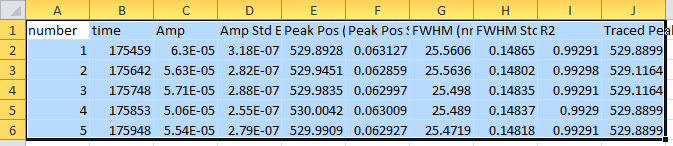 A B C D E F G H I J
1 number time Amp Amp Std E Peak Pos ( Peak Pos S FWHM (nr FWHM Std R2 Traced Peal
2 1 175459 6.3E-05 3.18E-07 529.8928 0.063127 25.5606 0.14865 0.99291 529.8899
3 2 175642 5.63E-05 2.82E-07 529.9451 0.062859 25.5636 0.14802 0.99298 529.1164
4 3 175748 5.71E-05 2.88E-07 529.9835 0.062997 25.498 0.14835 0.99291 529.1164
5 4 175853 5.06E-05 2.55E-07 530.0042 0.063009 25.489 0.14837 0.9929 529.8899
6 5 175948 5.54E-05 2.79E-07 529.9909 0.062927 25.4719 0.14818 0.99291 529.8899